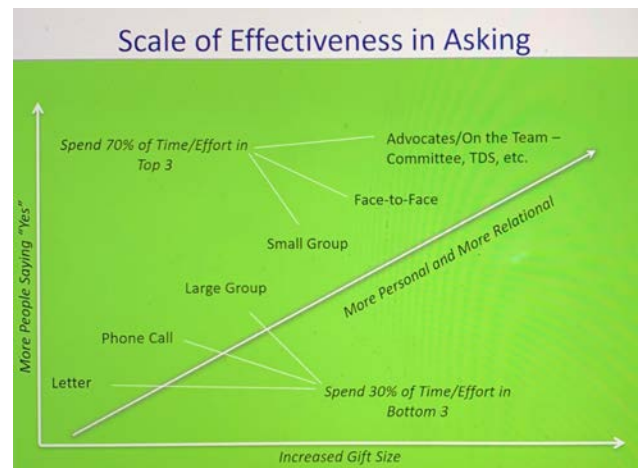 Scale of Effectiveness in Asking
Spend 70% of Time/Effort in
Top 3
Advocates/On the Team –
Committee, TDS, etc.
Face-to-Face
Small Group
Large Group
Phone Call
Letter
More Personal and More Relational
Spend 30% of Time/Effort in
Bottom 3
More People Saying "Yes"
Increased Gift Size